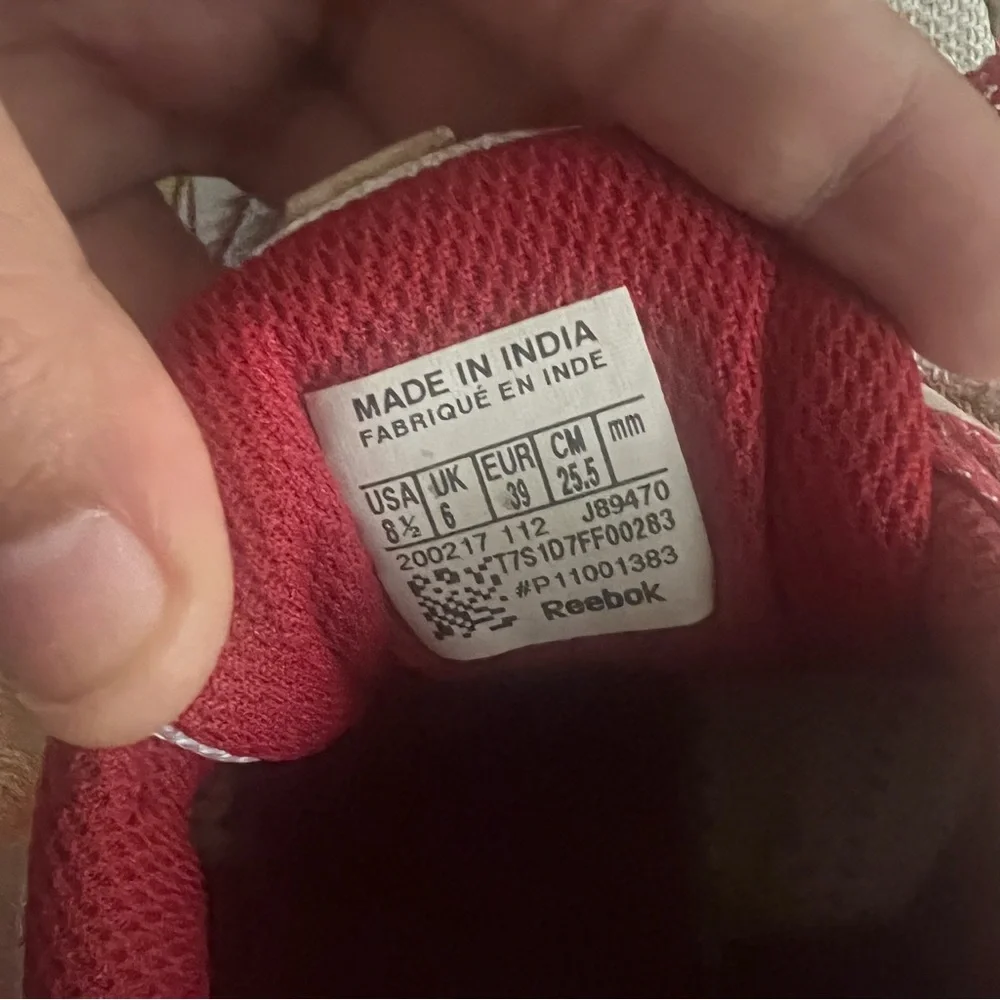 MADE IN INDIA
FABRIQUÉ EN INDE
USA UK EUR CM mm
8½ 6 39 25.5
200217 112 J89470
T7S1D7FF00283
#P11001383
Reebok